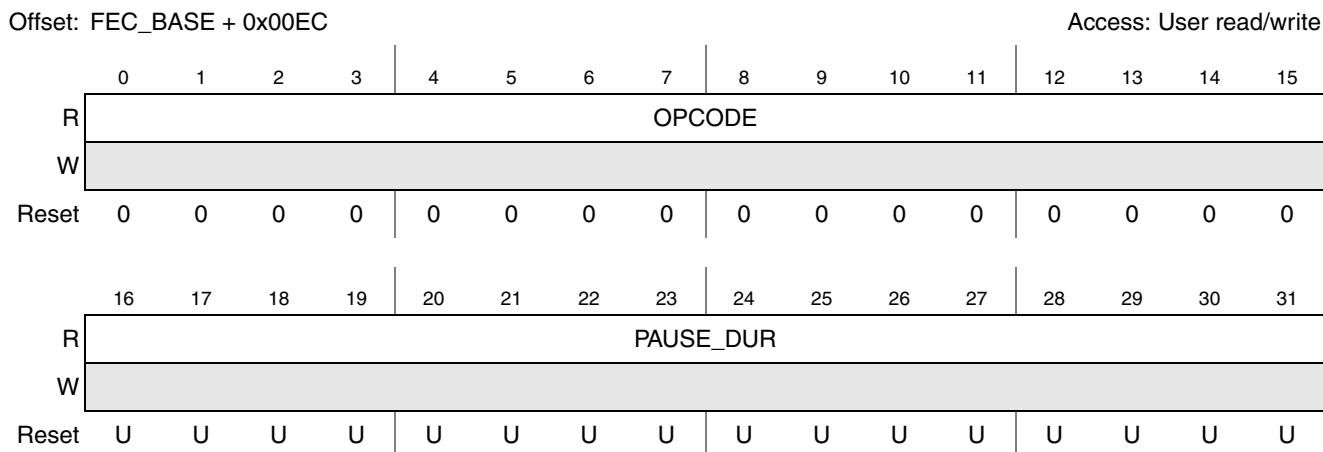 Offset: FEC_BASE + 0x00EC Access: User read/write
0 1 2 3 4 5 6 7 8 9 10 11 12 13 14 15
R OPCODE
W
Reset 0 0 0 0 0 0 0 0 0 0 0 0 0 0 0 0
16 17 18 19 20 21 22 23 24 25 26 27 28 29 30 31
R PAUSE_DUR
W
Reset U U U U U U U U U U U U U U U U